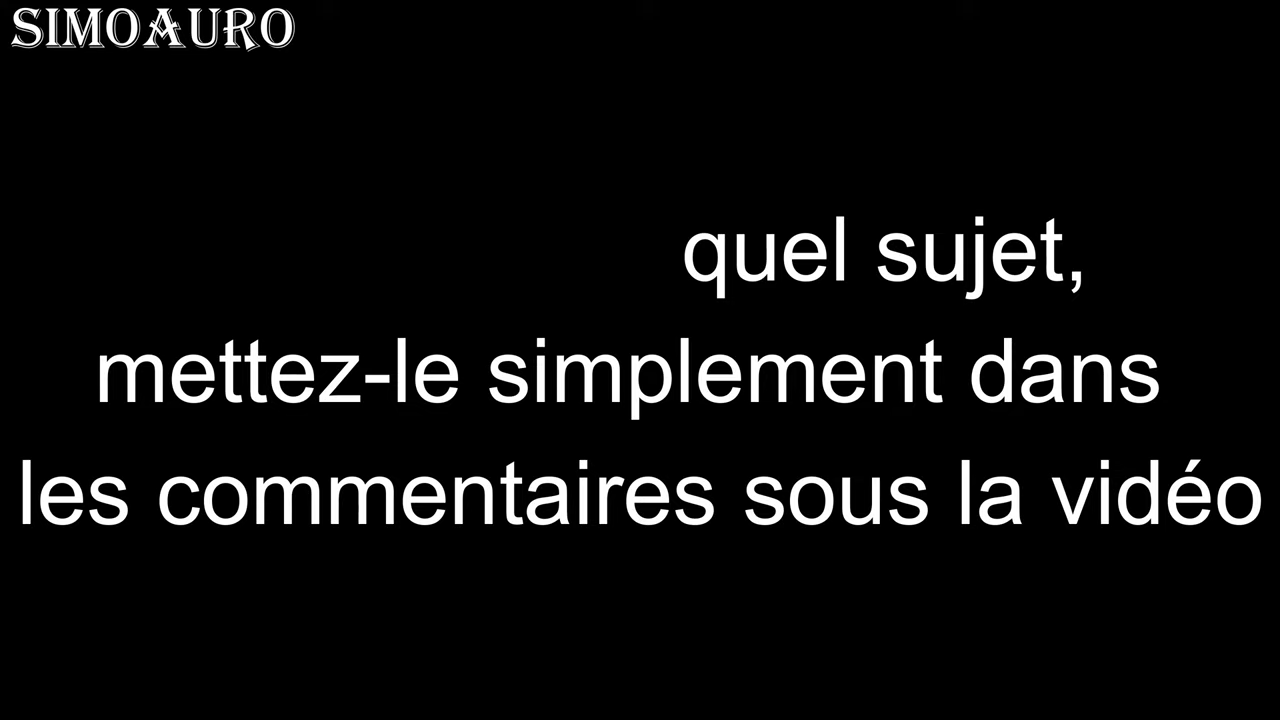 SIMOAURO
quel sujet,
mettez-le simplement dans
les commentaires sous la vidéo